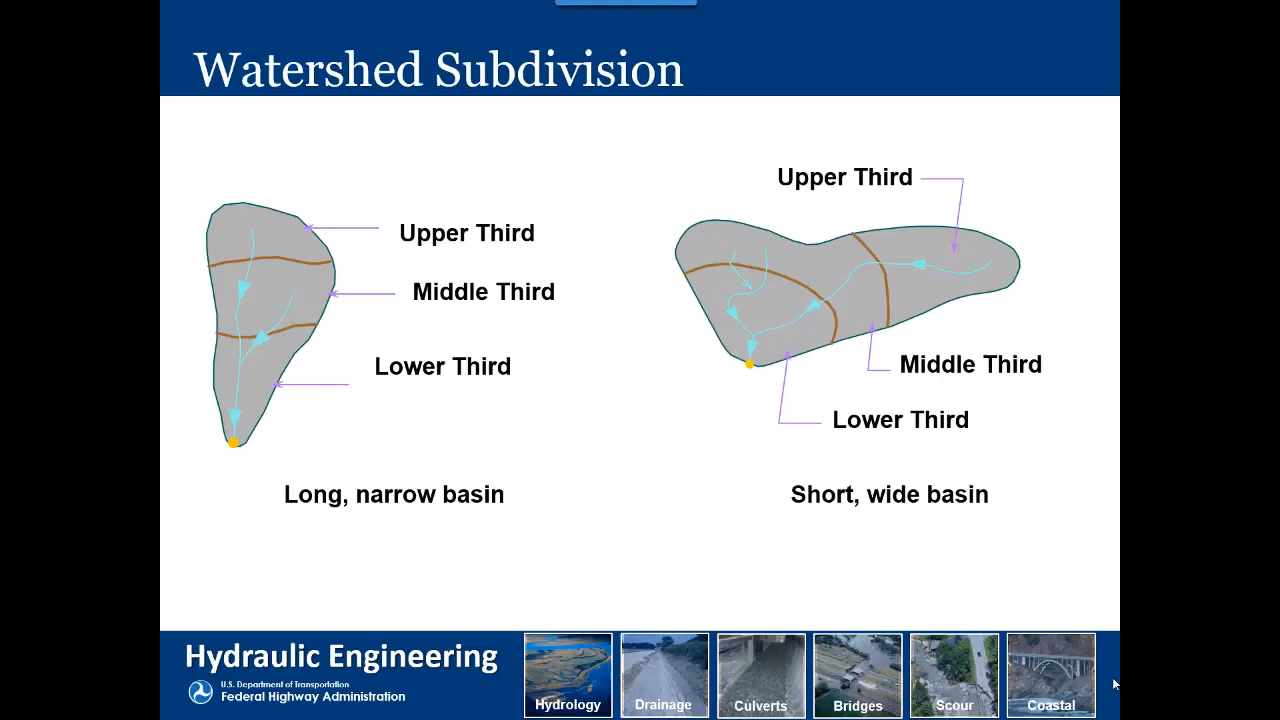 Watershed Subdivision
Upper Third
Middle Third
Lower Third
Long, narrow basin
Upper Third
Middle Third
Lower Third
Short, wide basin
Hydraulic Engineering
U.S. Department of Transportation
Federal Highway Administration
Hydrology
Drainage
Culverts
Bridges
Scour
Coastal